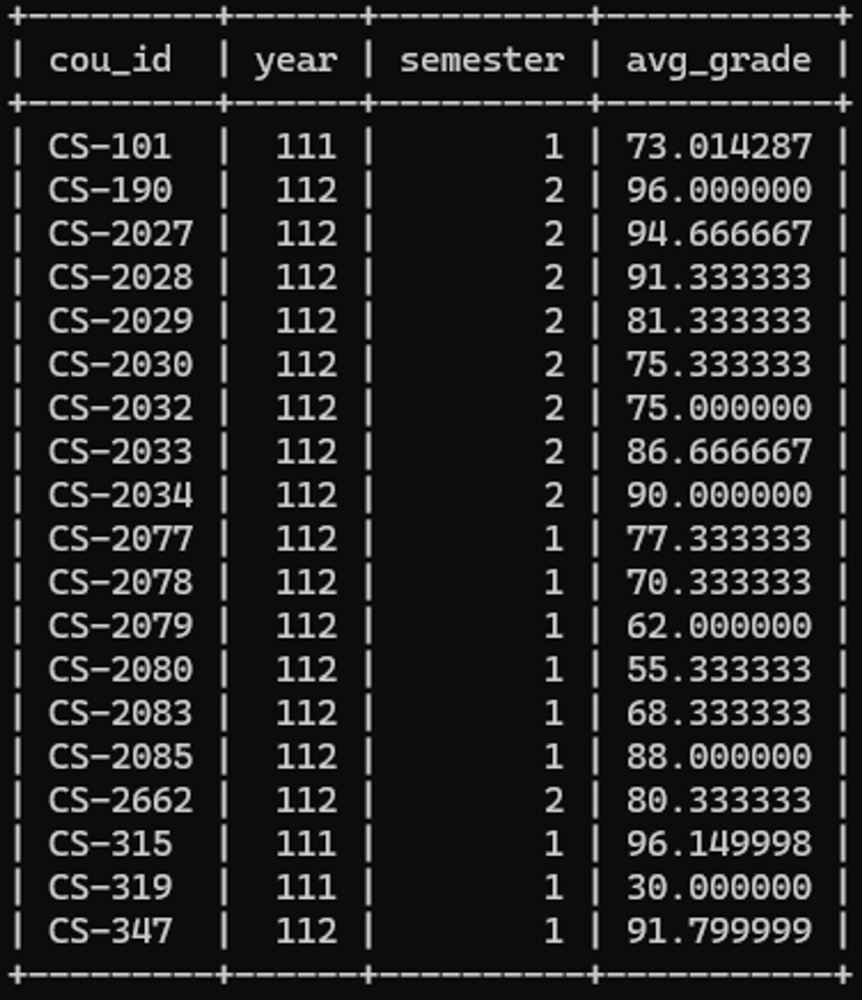 +----------+------+-----------+------------+
| cou_id   | year | semester  | avg_grade  |
+----------+------+-----------+------------+
| CS-101   |  111 |         1 | 73.014287  |
| CS-190   |  112 |         2 | 96.000000  |
| CS-2027  |  112 |         2 | 94.666667  |
| CS-2028  |  112 |         2 | 91.333333  |
| CS-2029  |  112 |         2 | 81.333333  |
| CS-2030  |  112 |         2 | 75.333333  |
| CS-2032  |  112 |         2 | 75.000000  |
| CS-2033  |  112 |         2 | 86.666667  |
| CS-2034  |  112 |         2 | 90.000000  |
| CS-2077  |  112 |         1 | 77.333333  |
| CS-2078  |  112 |         1 | 70.333333  |
| CS-2079  |  112 |         1 | 62.000000  |
| CS-2080  |  112 |         1 | 55.333333  |
| CS-2083  |  112 |         1 | 68.333333  |
| CS-2085  |  112 |         1 | 88.000000  |
| CS-2662  |  112 |         2 | 80.333333  |
| CS-315   |  111 |         1 | 96.149998  |
| CS-319   |  111 |         1 | 30.000000  |
| CS-347   |  112 |         1 | 91.799999  |
+----------+------+-----------+------------+